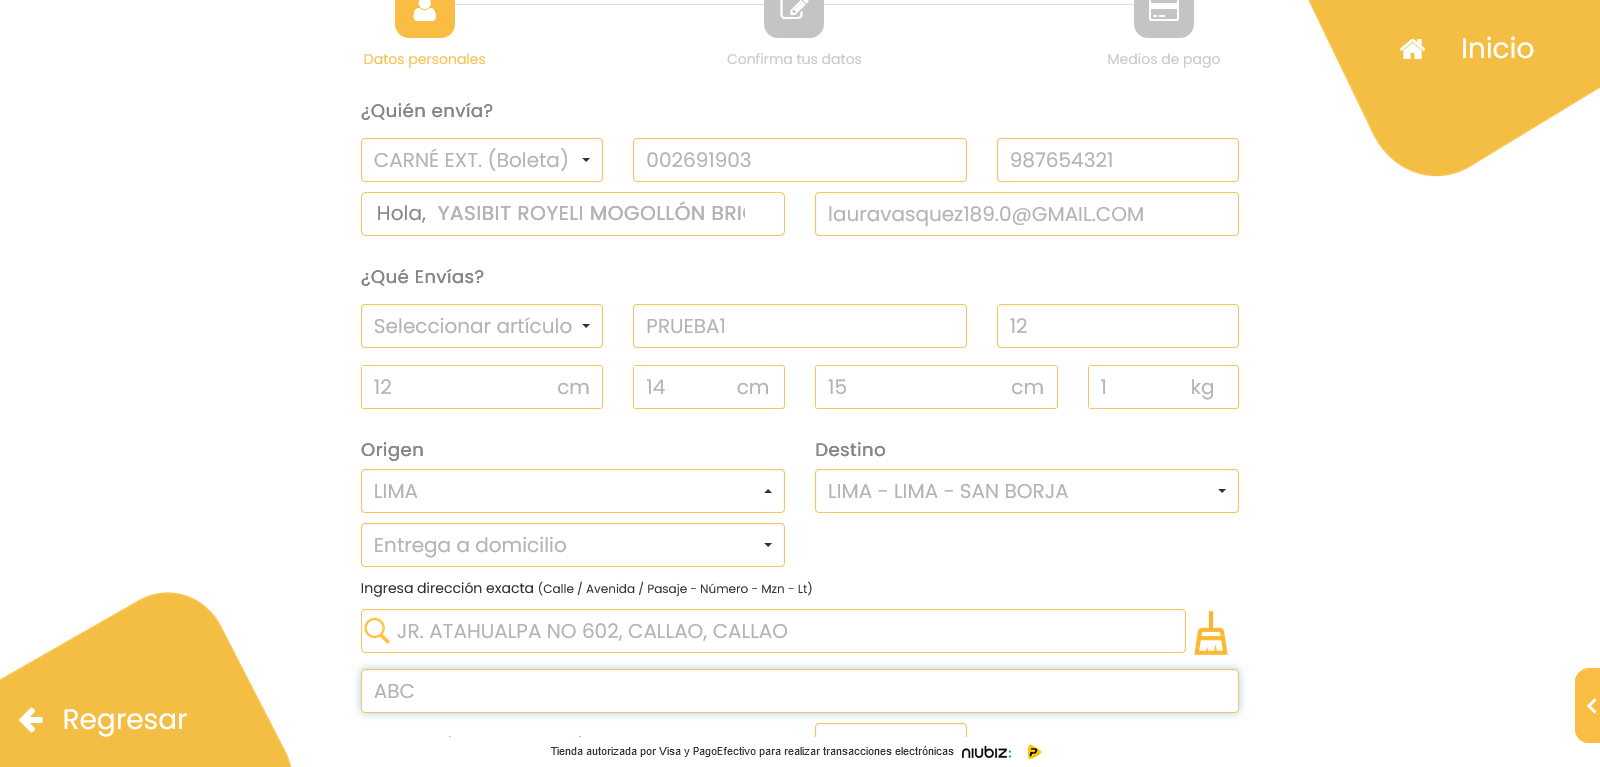 Datos personales
Confirma tus datos
Medios de pago
Inicio
¿Quién envía?
CARNÉ EXT. (Boleta)
002691903
987654321
Hola, YASIBIT ROYELI MOGOLLÓN
lauravasquez189.0@GMAIL.COM
¿Qué Envías?
Seleccionar artículo
PRUEBA1
12
12 cm
14 cm
15 cm
1 kg
Origen
Destino
LIMA
LIMA - LIMA - SAN BORJA
Entrega a domicilio
Ingresa dirección exacta (Calle / Avenida / Pasaje - Número - Mzn - Lt)
JR. ATAHUALPA NO 602, CALLAO, CALLAO
ABC
Regresar
Tienda autorizada por Visa y PagoEfectivo para realizar transacciones electrónicas niubiz: